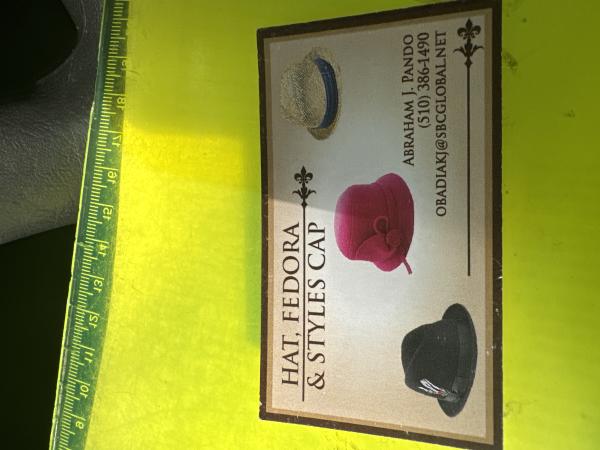 HAT, FEDORA
& STYLES CAP
ABRAHAM J. PANDO
(510) 386-1490
OBADIAKJ@SBCGLOBAL.NET